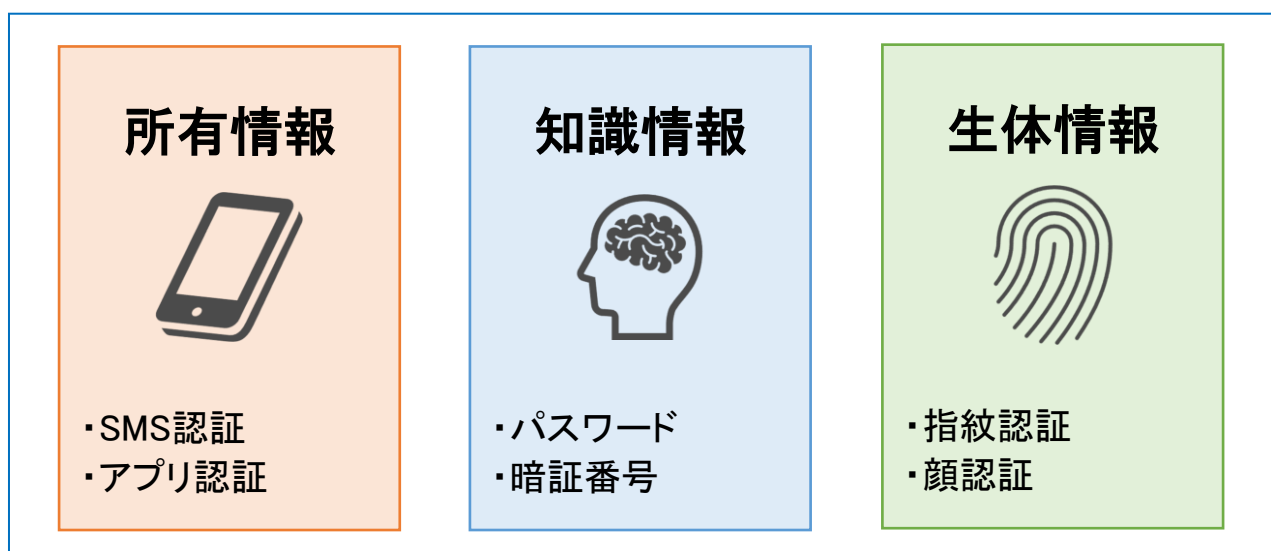 所有情報
・SMS認証
・アプリ認証
知識情報
・パスワード
・暗証番号
生体情報
・指紋認証
・顔認証